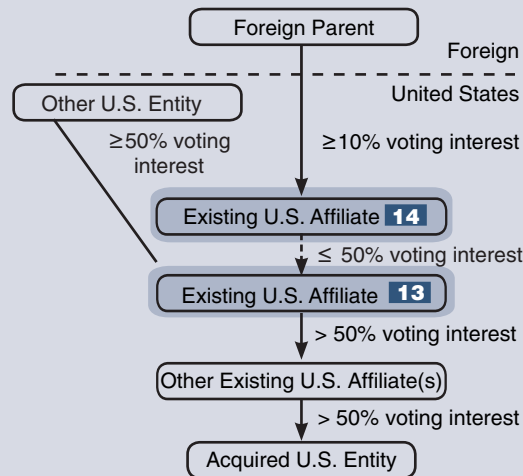 Foreign Parent
Foreign
United States
Other U.S. Entity
≥50% voting
interest
≥10% voting interest
Existing U.S. Affiliate 14
≤ 50% voting interest
Existing U.S. Affiliate 13
> 50% voting interest
Other Existing U.S. Affiliate(s)
> 50% voting interest
Acquired U.S. Entity